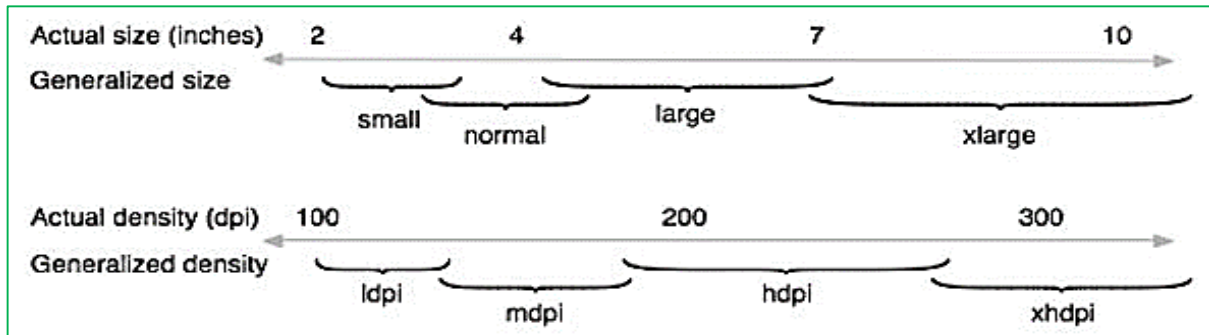 Actual size (inches) 2 4 7 10
Generalized size
small normal large xlarge
Actual density (dpi) 100 200 300
Generalized density
ldpi mdpi hdpi xhdpi